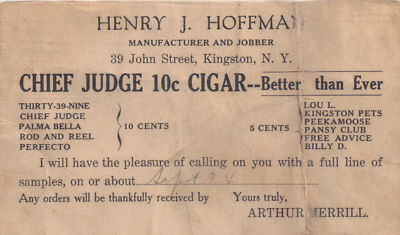 HENRY J. HOFFMAN
MANUFACTURER AND JOBBER
39 John Street, Kingston, N. Y.
CHIEF JUDGE 10c CIGAR--Better than Ever
THIRTY-39-NINE
CHIEF JUDGE
PALMA BELLA
ROD AND REEL
PERFECTO
10 CENTS
5 CENTS
LOU L.
KINGSTON PETS
PEEKAMOOSE
PANSY CLUB
FREE ADVICE
BILLY D.
I will have the pleasure of calling on you with a full line of
samples, on or about Sept 24
Any orders will be thankfully received by Yours truly,
ARTHUR MERRILL.